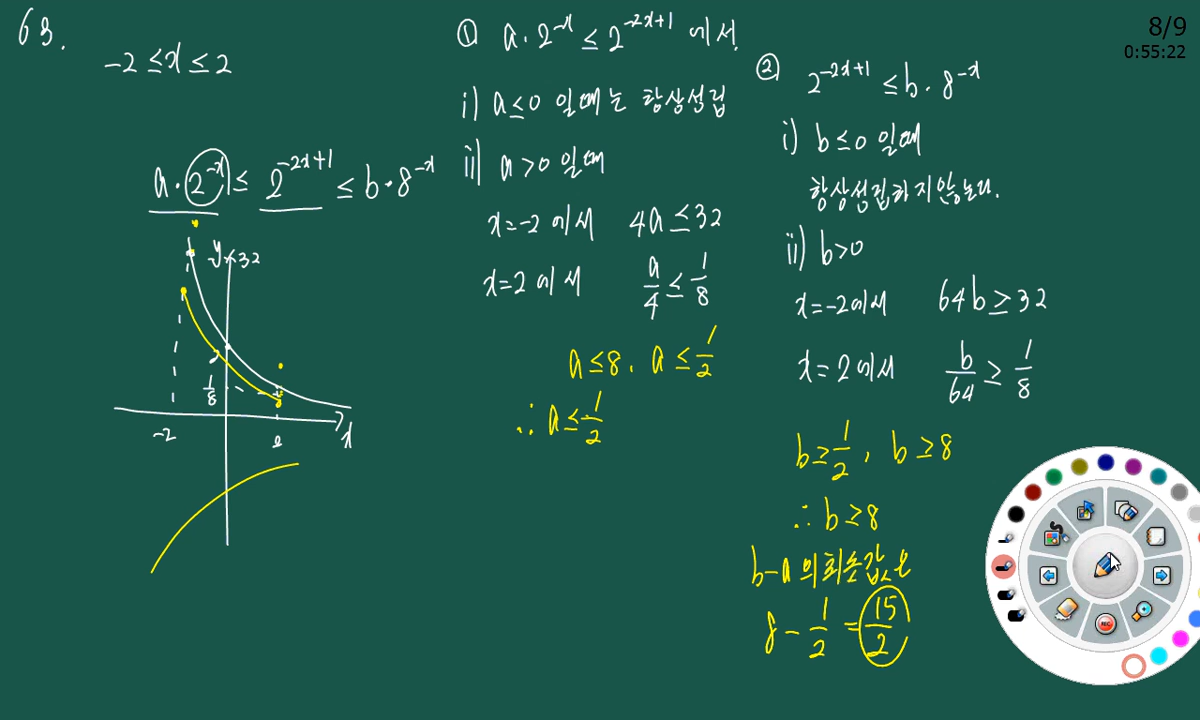 63.
-2 ≤ x ≤ 2
a · 2^{-x} ≤ 2^{-2x+1} ≤ b · 8^{-x}
y
32
2
1/8
-2
2
x
① a · 2^{-x} ≤ 2^{-2x+1} 에서.
i) a ≤ 0 일때는 항상성립
ii) a > 0 일때
x = -2 에서 4a ≤ 32
x = 2 에서 a/4 ≤ 1/8
a ≤ 8, a ≤ 1/2
∴ a ≤ 1/2
8/9
0:55:22
② 2^{-2x+1} ≤ b · 8^{-x}
i) b ≤ 0 일때
항상성립하지않는다.
ii) b > 0
x = -2에서 64b ≥ 32
x = 2에서 b/64 ≥ 1/8
b ≥ 1/2, b ≥ 8
∴ b ≥ 8
b-a의 최솟값은
8 - 1/2 = 15/2
REC